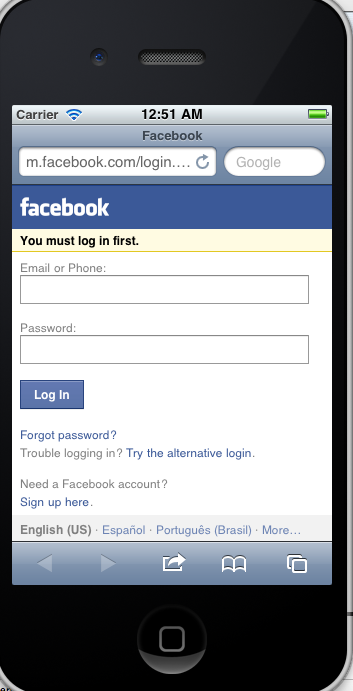 Carrier 12:51 AM
Facebook
m.facebook.com/login.... Google
facebook
You must log in first.
Email or Phone:
Password:
Log In
Forgot password?
Trouble logging in? Try the alternative login.
Need a Facebook account?
Sign up here.
English (US) · Español · Português (Brasil) · More...